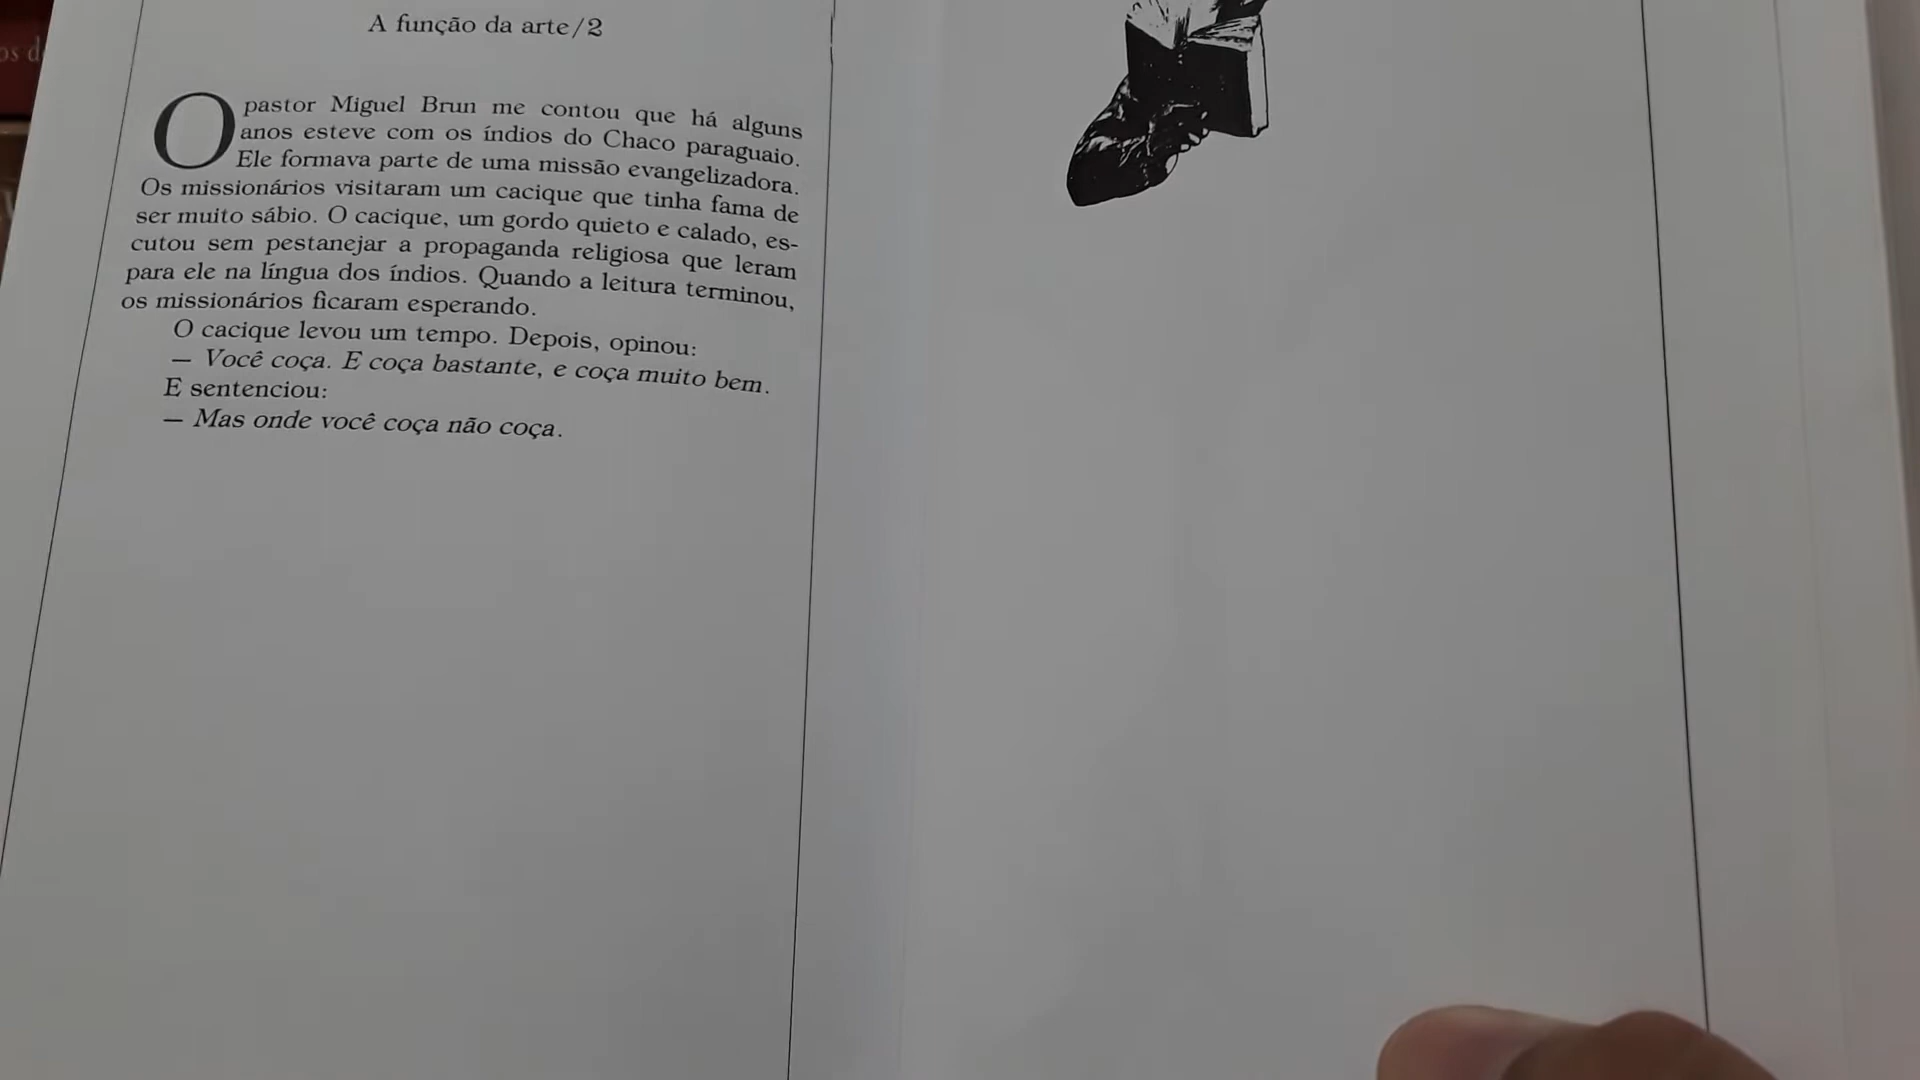 os d
A função da arte/2
O pastor Miguel Brun me contou que há alguns
anos esteve com os índios do Chaco paraguaio.
Ele formava parte de uma missão evangelizadora.
Os missionários visitaram um cacique que tinha fama de
ser muito sábio. O cacique, um gordo quieto e calado, es-
cutou sem pestanejar a propaganda religiosa que leram
para ele na língua dos índios. Quando a leitura terminou,
os missionários ficaram esperando.
O cacique levou um tempo. Depois, opinou:
— Você coça. E coça bastante, e coça muito bem.
E sentenciou:
— Mas onde você coça não coça.